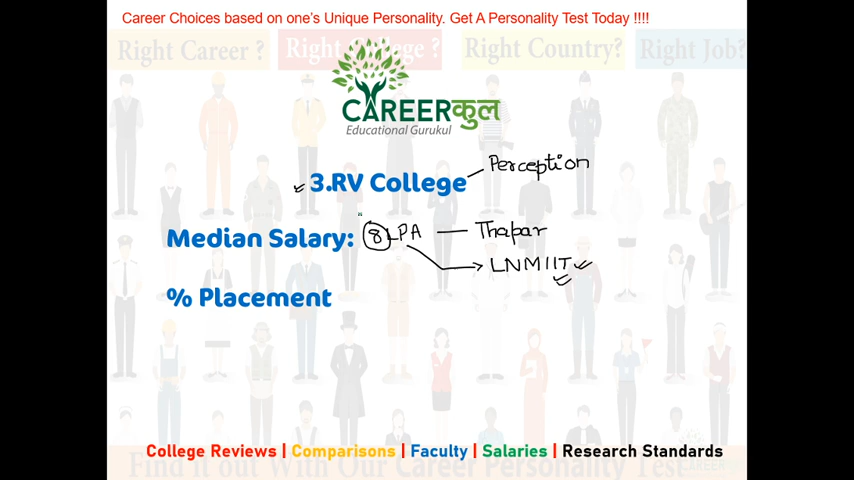 Career Choices based on one's Unique Personality. Get A Personality Test Today !!!!
Right Career ? Right College ? Right Country? Right Job?
CAREERकुल
Educational Gurukul
3.RV College — Perception
Median Salary: 8 LPA — Thapar
LNMIIT
% Placement
College Reviews | Comparisons | Faculty | Salaries | Research Standards
Find it out With Our Career Personality Test